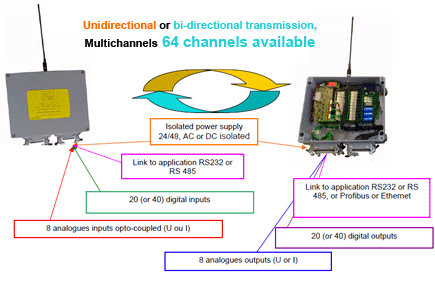 Unidirectional or bi-directional transmission,
Multichannels 64 channels available
Isolated power supply
24/48, AC or DC isolated
Link to application RS232 or
RS 485
Link to application RS232 or RS
485, or Profibus or Ethernet
20 (or 40) digital inputs
8 analogues inputs opto-coupled (U ou I)
20 (or 40) digital outputs
8 analogues outputs (U or I)